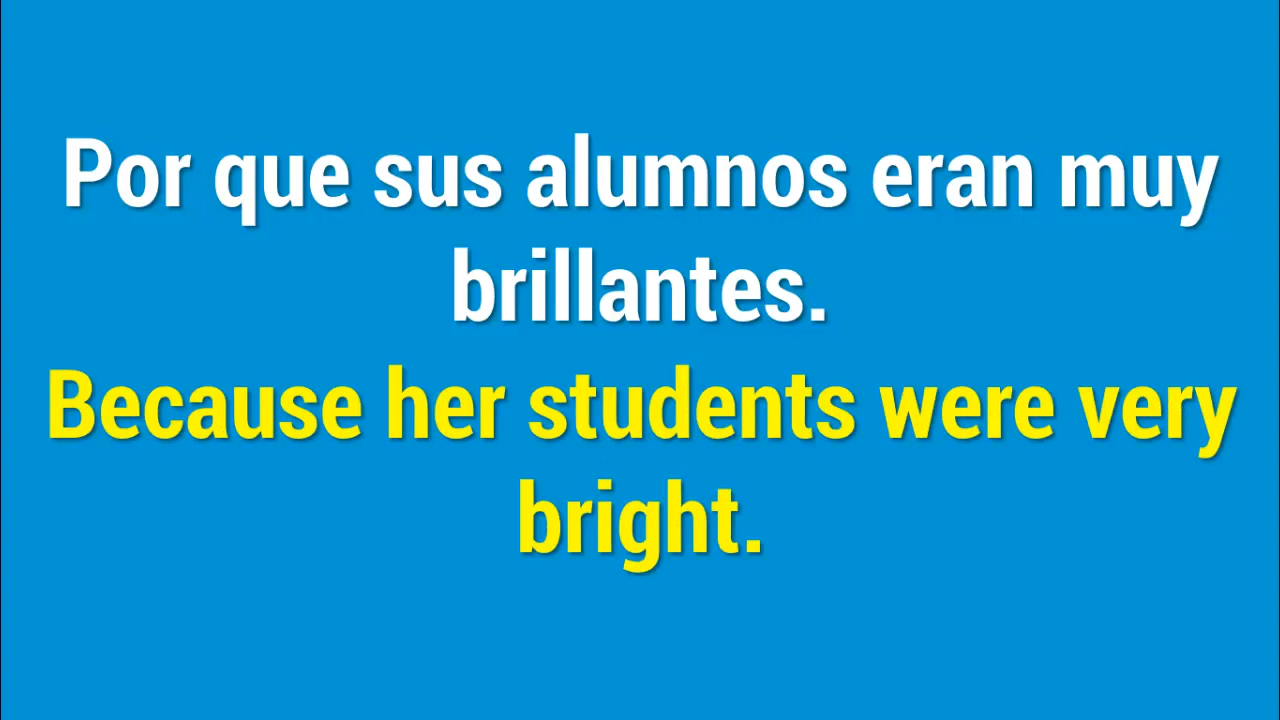 Por que sus alumnos eran muy
brillantes.
Because her students were very
bright.